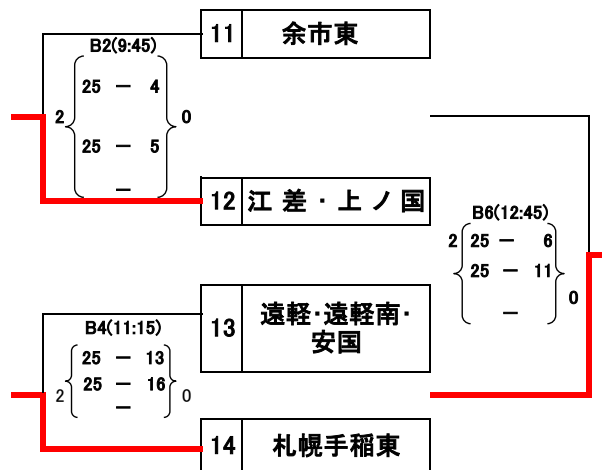 11 余市東
B2(9:45)
25 － 4
2 0
25 － 5
－
12 江差・上ノ国
B6(12:45)
2 25 － 6
25 － 11
0
－
13 遠軽・遠軽南・
安国
B4(11:15)
25 － 13
2 25 － 16 0
－
14 札幌手稲東